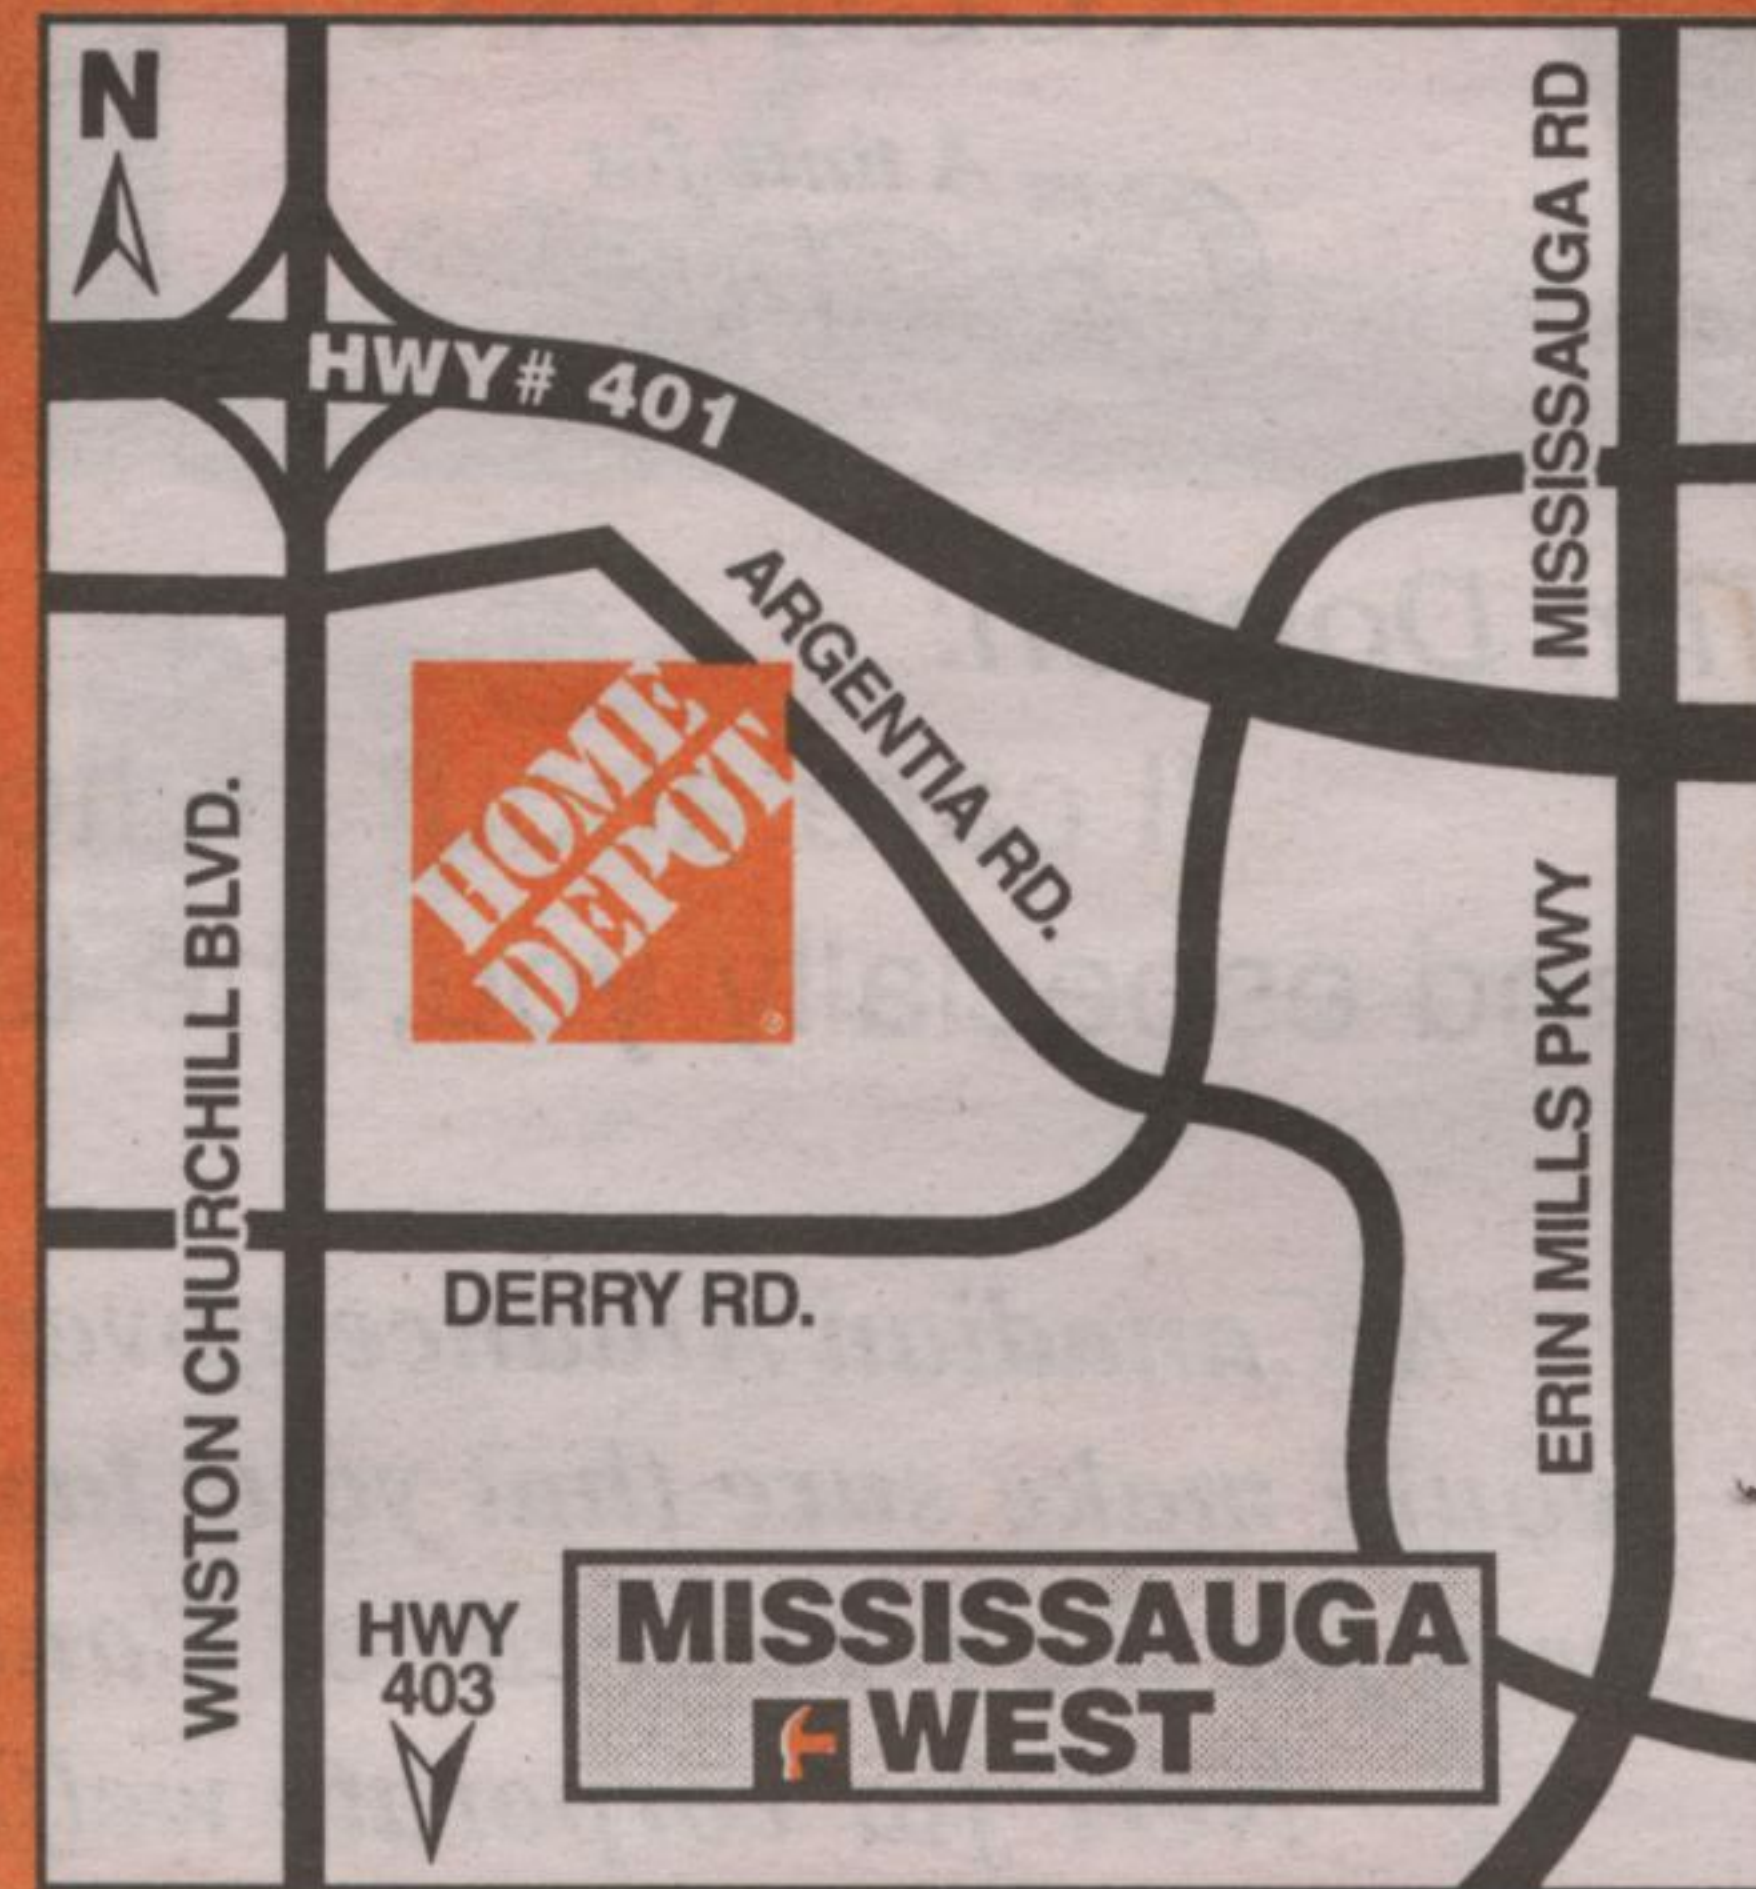 N
HWY# 401
MISSISSAUGA RD
ARGENTIA RD.
HOME
DEPOT
®
WINSTON CHURCHILL BLVD.
ERIN MILLS PKWY
DERRY RD.
HWY
403
MISSISSAUGA
WEST